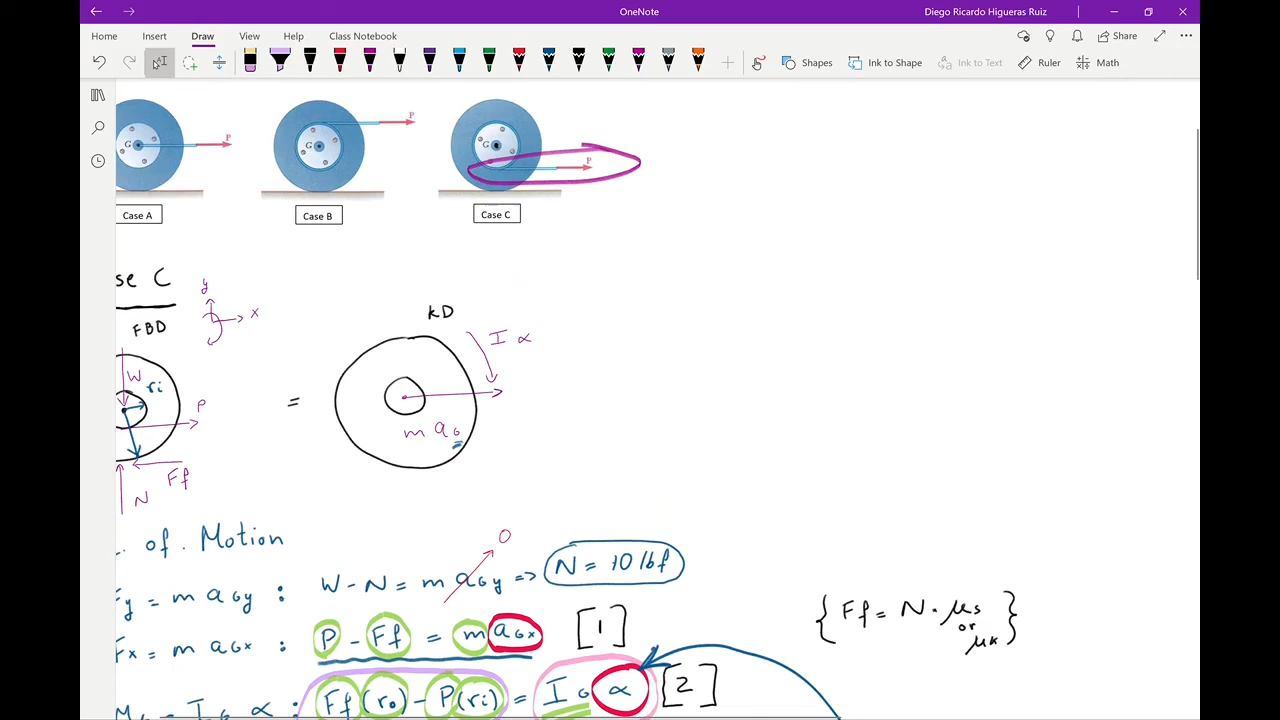 OneNote
Diego Ricardo Higueras Ruiz
Home Insert Draw View Help Class Notebook
Share
Shapes Ink to Shape Ink to Text Ruler Math
G P
G P
G P
Case A
Case B
Case C
se C
y
x
FBD
KD
I α
W
ri
P
=
m aG
Ff
N
. of . Motion
0
Fy = m aGy : W - N = m aGy => N = 10 lbf
{ Ff = N . μs or μk }
Fx = m aGx : P - Ff = m aGx [1]
MG = IG α : Ff (ro) - P(ri) = IG α [2]